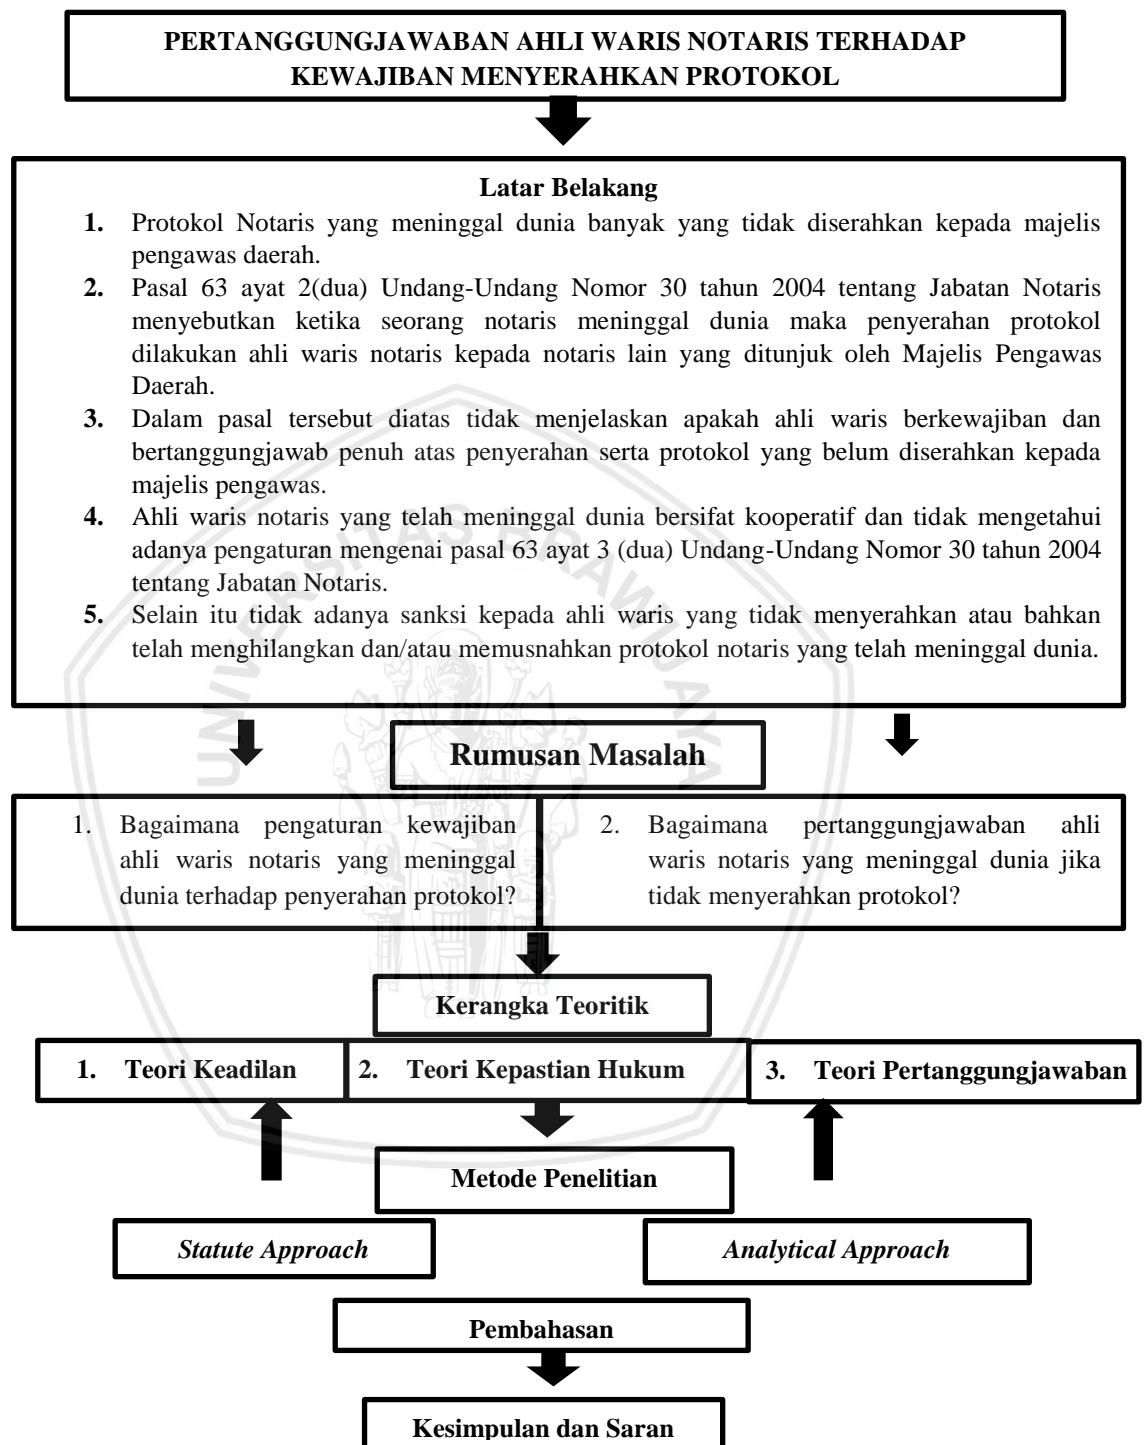 PERTANGGUNGJAWABAN AHLI WARIS NOTARIS TERHADAP
KEWAJIBAN MENYERAHKAN PROTOKOL
Latar Belakang
1. Protokol Notaris yang meninggal dunia banyak yang tidak diserahkan kepada majelis
pengawas daerah.
2. Pasal 63 ayat 2(dua) Undang-Undang Nomor 30 tahun 2004 tentang Jabatan Notaris
menyebutkan ketika seorang notaris meninggal dunia maka penyerahan protokol
dilakukan ahli waris notaris kepada notaris lain yang ditunjuk oleh Majelis Pengawas
Daerah.
3. Dalam pasal tersebut diatas tidak menjelaskan apakah ahli waris berkewajiban dan
bertanggungjawab penuh atas penyerahan serta protokol yang belum diserahkan kepada
majelis pengawas.
4. Ahli waris notaris yang telah meninggal dunia bersifat kooperatif dan tidak mengetahui
adanya pengaturan mengenai pasal 63 ayat 3 (dua) Undang-Undang Nomor 30 tahun 2004
tentang Jabatan Notaris.
5. Selain itu tidak adanya sanksi kepada ahli waris yang tidak menyerahkan atau bahkan
telah menghilangkan dan/atau memusnahkan protokol notaris yang telah meninggal dunia.
UNIVERSITAS BRAWIJAYA
Rumusan Masalah
1. Bagaimana pengaturan kewajiban
ahli waris notaris yang meninggal
dunia terhadap penyerahan protokol?
2. Bagaimana pertanggungjawaban ahli
waris notaris yang meninggal dunia jika
tidak menyerahkan protokol?
Kerangka Teoritik
1. Teori Keadilan
2. Teori Kepastian Hukum
3. Teori Pertanggungjawaban
Metode Penelitian
Statute Approach
Analytical Approach
Pembahasan
Kesimpulan dan Saran